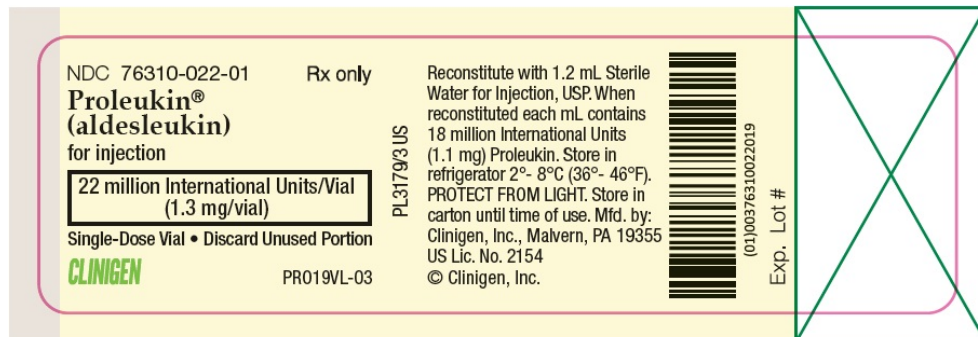 NDC 76310-022-01 Rx only
Proleukin®
(aldesleukin)
for injection
22 million International Units/Vial
(1.3 mg/vial)
Single-Dose Vial • Discard Unused Portion
CLINIGEN PR019VL-03
PL3179/3 US
Reconstitute with 1.2 mL Sterile
Water for Injection, USP. When
reconstituted each mL contains
18 million International Units
(1.1 mg) Proleukin. Store in
refrigerator 2°- 8°C (36°- 46°F).
PROTECT FROM LIGHT. Store in
carton until time of use. Mfd. by:
Clinigen, Inc., Malvern, PA 19355
US Lic. No. 2154
© Clinigen, Inc.
(01)00376310022019
Exp. Lot #